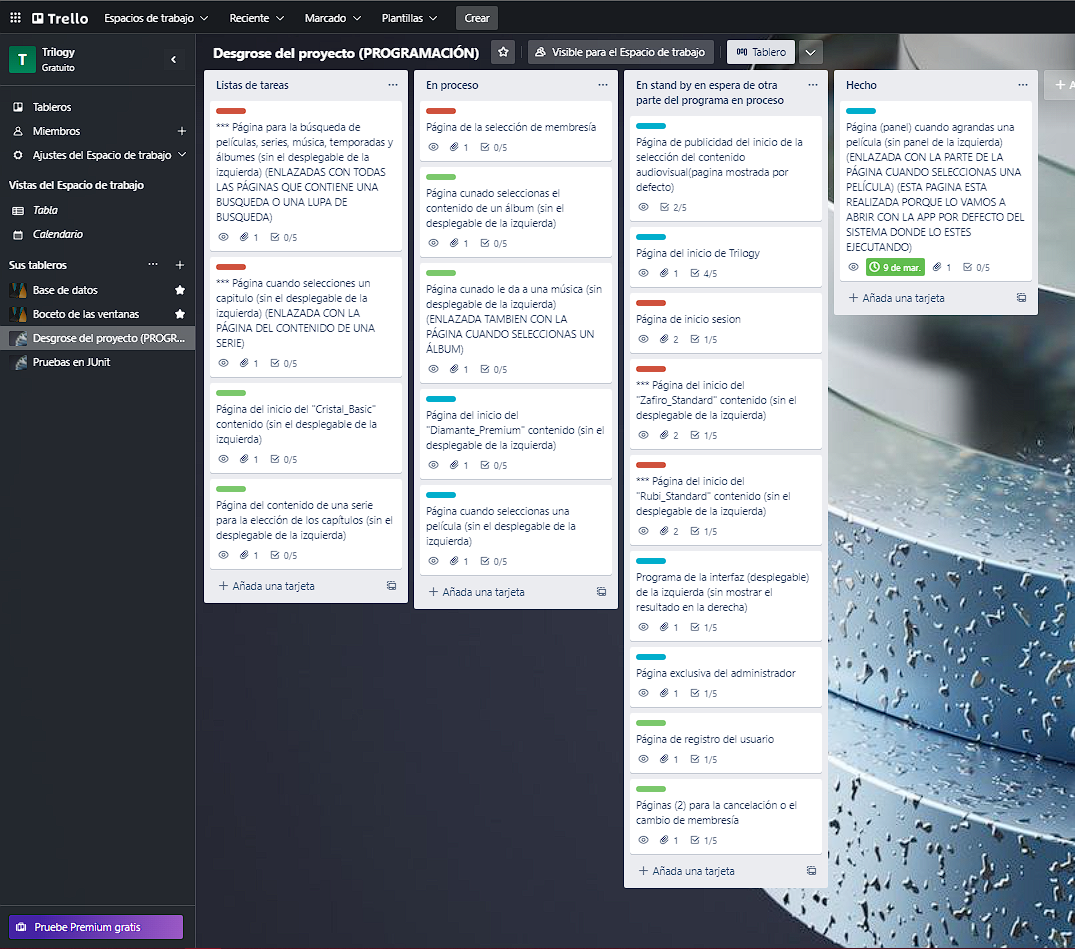 Trello
Espacios de trabajo
Reciente
Marcado
Plantillas
Crear
T
Trilogy
Gratuito
Tableros
Miembros
Ajustes del Espacio de trabajo
Vistas del Espacio de trabajo
Tabla
Calendario
Sus tableros
Base de datos
Boceto de las ventanas
Desgrose del proyecto (PROGR...
Pruebas en JUnit
Pruebe Premium gratis
Desgrose del proyecto (PROGRAMACIÓN)
Visible para el Espacio de trabajo
Tablero
A
Listas de tareas
*** Página para la búsqueda de
películas, series, música, temporadas y
álbumes (sin el desplegable de la
izquierda) (ENLAZADAS CON TODAS
LAS PÁGINAS QUE CONTIENE UNA
BUSQUEDA O UNA LUPA DE
BUSQUEDA)
1 0/5
*** Página cuando selecciones un
capitulo (sin el desplegable de la
izquierda) (ENLAZADA CON LA
PÁGINA DEL CONTENIDO DE UNA
SERIE)
1 0/5
Página del inicio del "Cristal_Basic"
contenido (sin el desplegable de la
izquierda)
1 0/5
Página del contenido de una serie
para la elección de los capítulos (sin el
desplegable de la izquierda)
1 0/5
Añada una tarjeta
En proceso
Página de la selección de membresía
1 0/5
Página cunado seleccionas el
contenido de un álbum (sin el
desplegable de la izquierda)
1 0/5
Página cunado le da a una música (sin
desplegable de la izquierda)
(ENLAZADA TAMBIEN CON LA
PÁGINA CUANDO SELECCIONAS UN
ÁLBUM)
1 0/5
Página del inicio del
"Diamante_Premium" contenido (sin el
desplegable de la izquierda)
1 0/5
Página cuando seleccionas una
película (sin el desplegable de la
izquierda)
1 0/5
Añada una tarjeta
En stand by en espera de otra
parte del programa en proceso
Página de publicidad del inicio de la
selección del contenido
audiovisual(pagina mostrada por
defecto)
2/5
Página del inicio de Trilogy
1 4/5
Página de inicio sesion
2 1/5
*** Página del inicio del
"Zafiro_Standard" contenido (sin el
desplegable de la izquierda)
2 1/5
*** Página del inicio del
"Rubi_Standard" contenido (sin el
desplegable de la izquierda)
2 1/5
Programa de la interfaz (desplegable)
de la izquierda (sin mostrar el
resultado en la derecha)
1 1/5
Página exclusiva del administrador
1 1/5
Página de registro del usuario
1 1/5
Páginas (2) para la cancelación o el
cambio de membresía
1 1/5
Añada una tarjeta
Hecho
Página (panel) cuando agrandas una
película (sin panel de la izquierda)
(ENLAZADA CON LA PARTE DE LA
PÁGINA CUANDO SELECCIONAS UNA
PELÍCULA) (ESTA PAGINA ESTA
REALIZADA PORQUE LO VAMOS A
ABRIR CON LA APP POR DEFECTO DEL
SISTEMA DONDE LO ESTES
EJECUTANDO)
9 de mar. 1 0/5
Añada una tarjeta